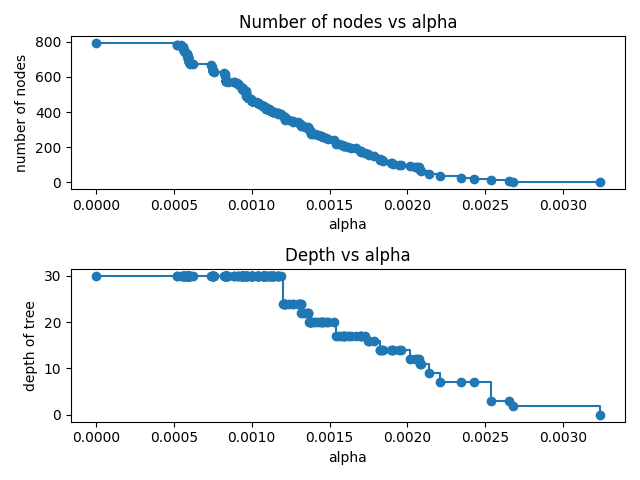 Number of nodes vs alpha
number of nodes
800
600
400
200
0
0.0000 0.0005 0.0010 0.0015 0.0020 0.0025 0.0030
alpha
Depth vs alpha
depth of tree
30
20
10
0
0.0000 0.0005 0.0010 0.0015 0.0020 0.0025 0.0030
alpha